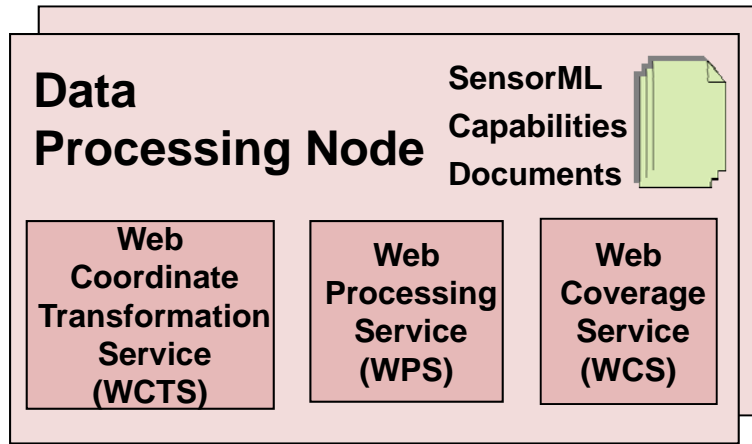 Data
Processing Node
SensorML
Capabilities
Documents
Web
Coordinate
Transformation
Service
(WCTS)
Web
Processing
Service
(WPS)
Web
Coverage
Service
(WCS)